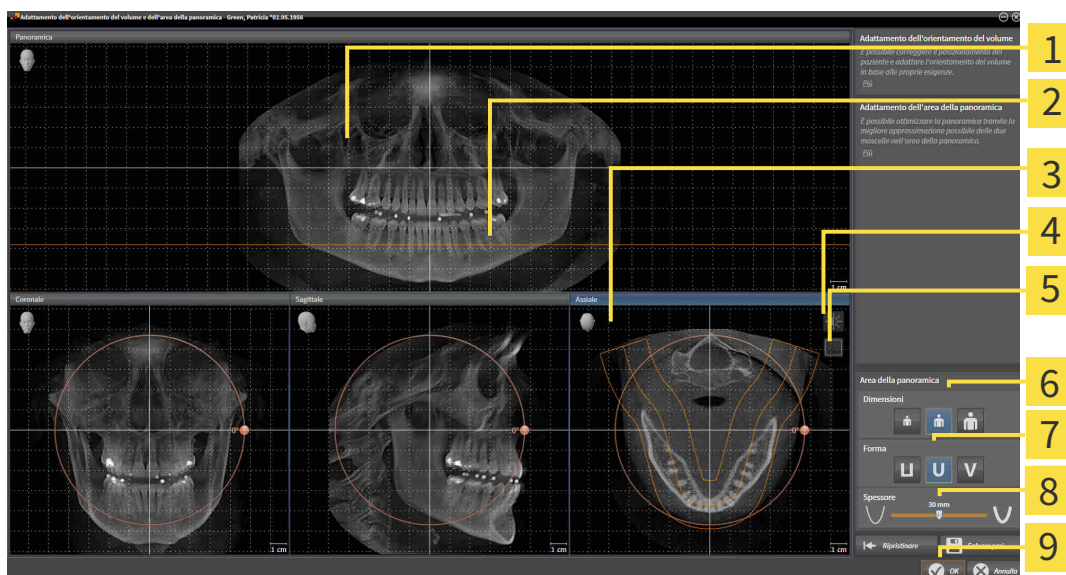 Adattamento dell'orientamento del volume e dell'area della panoramica - Green, Patricia *02.05.1956
Panoramica
Adattamento dell'orientamento del volume
È possibile correggere il posizionamento del
paziente e adattare l'orientamento del volume
in base alle proprie esigenze.
Più
Adattamento dell'area della panoramica
È possibile ottimizzare la panoramica tramite la
migliore approssimazione possibile delle due
mascelle nell'area della panoramica.
Più
1
2
3
4
5
6
7
8
9
1 cm
Coronale
Sagittale
Assiale
0°
0°
0°
1 cm
1 cm
1 cm
Area della panoramica
Dimensioni
Forma
Spessore
30 mm
Ripristinare
OK
Annulla